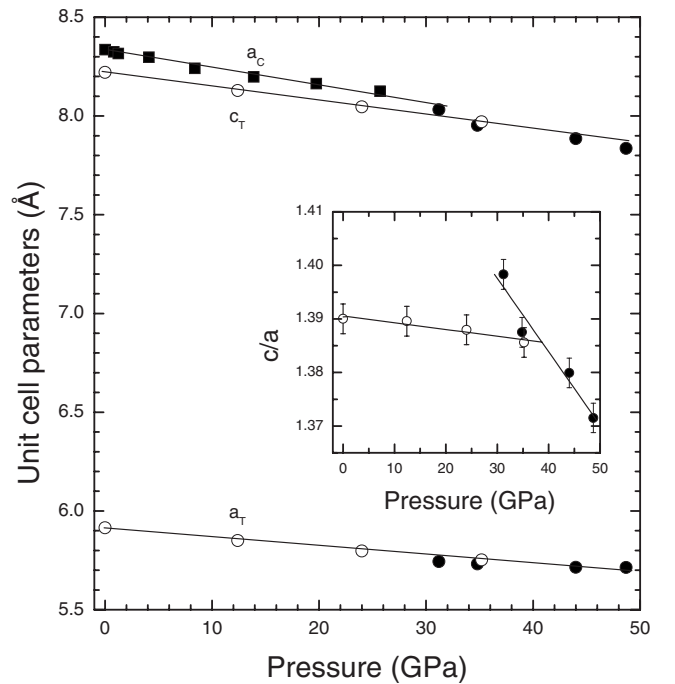 8.5
a_C
8.0
c_T
7.5
7.0
6.5
6.0
5.5
a_T
Unit cell parameters (Å)
0 10 20 30 40 50
Pressure (GPa)
1.41
1.40
1.39
1.38
1.37
c/a
0 10 20 30 40 50
Pressure (GPa)